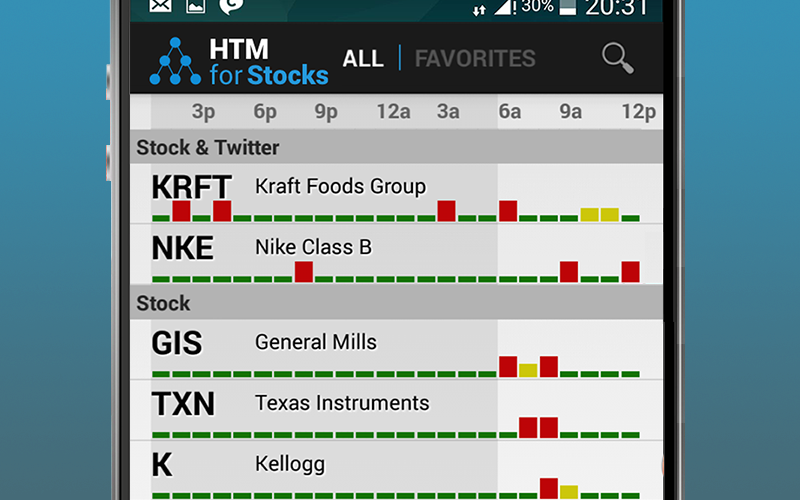 30% 20:31
HTM
for Stocks
ALL | FAVORITES
3p 6p 9p 12a 3a 6a 9a 12p
Stock & Twitter
KRFT Kraft Foods Group
NKE Nike Class B
Stock
GIS General Mills
TXN Texas Instruments
K Kellogg